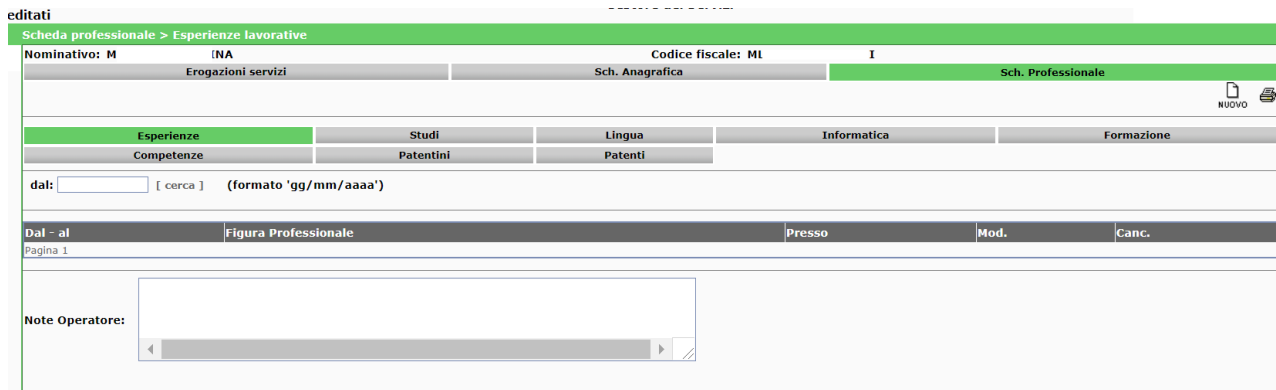 editati
Scheda professionale > Esperienze lavorative
Nominativo: M INA Codice fiscale: ML I
Erogazioni servizi Sch. Anagrafica Sch. Professionale
NUOVO
Esperienze Studi Lingua Informatica Formazione
Competenze Patentini Patenti
dal: [ cerca ] (formato 'gg/mm/aaaa')
Dal - al Figura Professionale Presso Mod. Canc.
Pagina 1
Note Operatore: